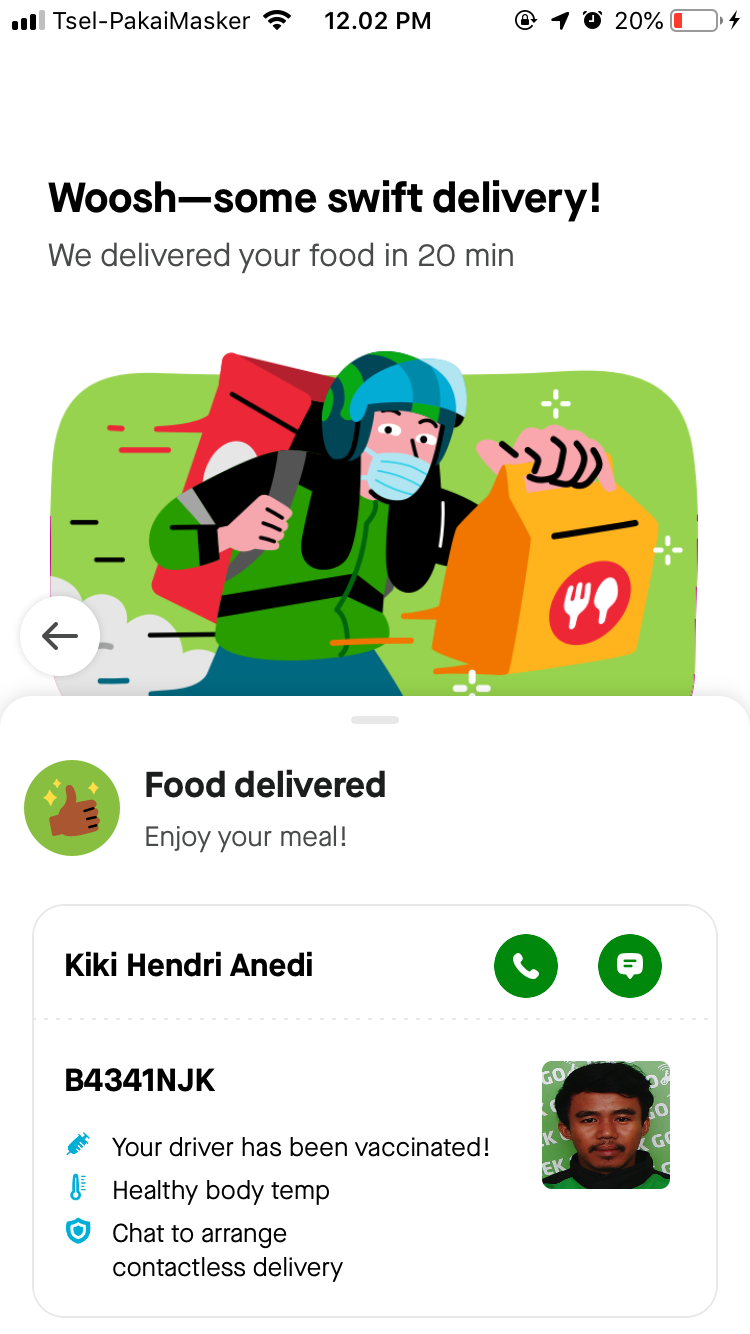 Tsel-PakaiMasker 12.02 PM 20%
Woosh—some swift delivery!
We delivered your food in 20 min
Food delivered
Enjoy your meal!
Kiki Hendri Anedi
B4341NJK
Your driver has been vaccinated!
Healthy body temp
Chat to arrange
contactless delivery